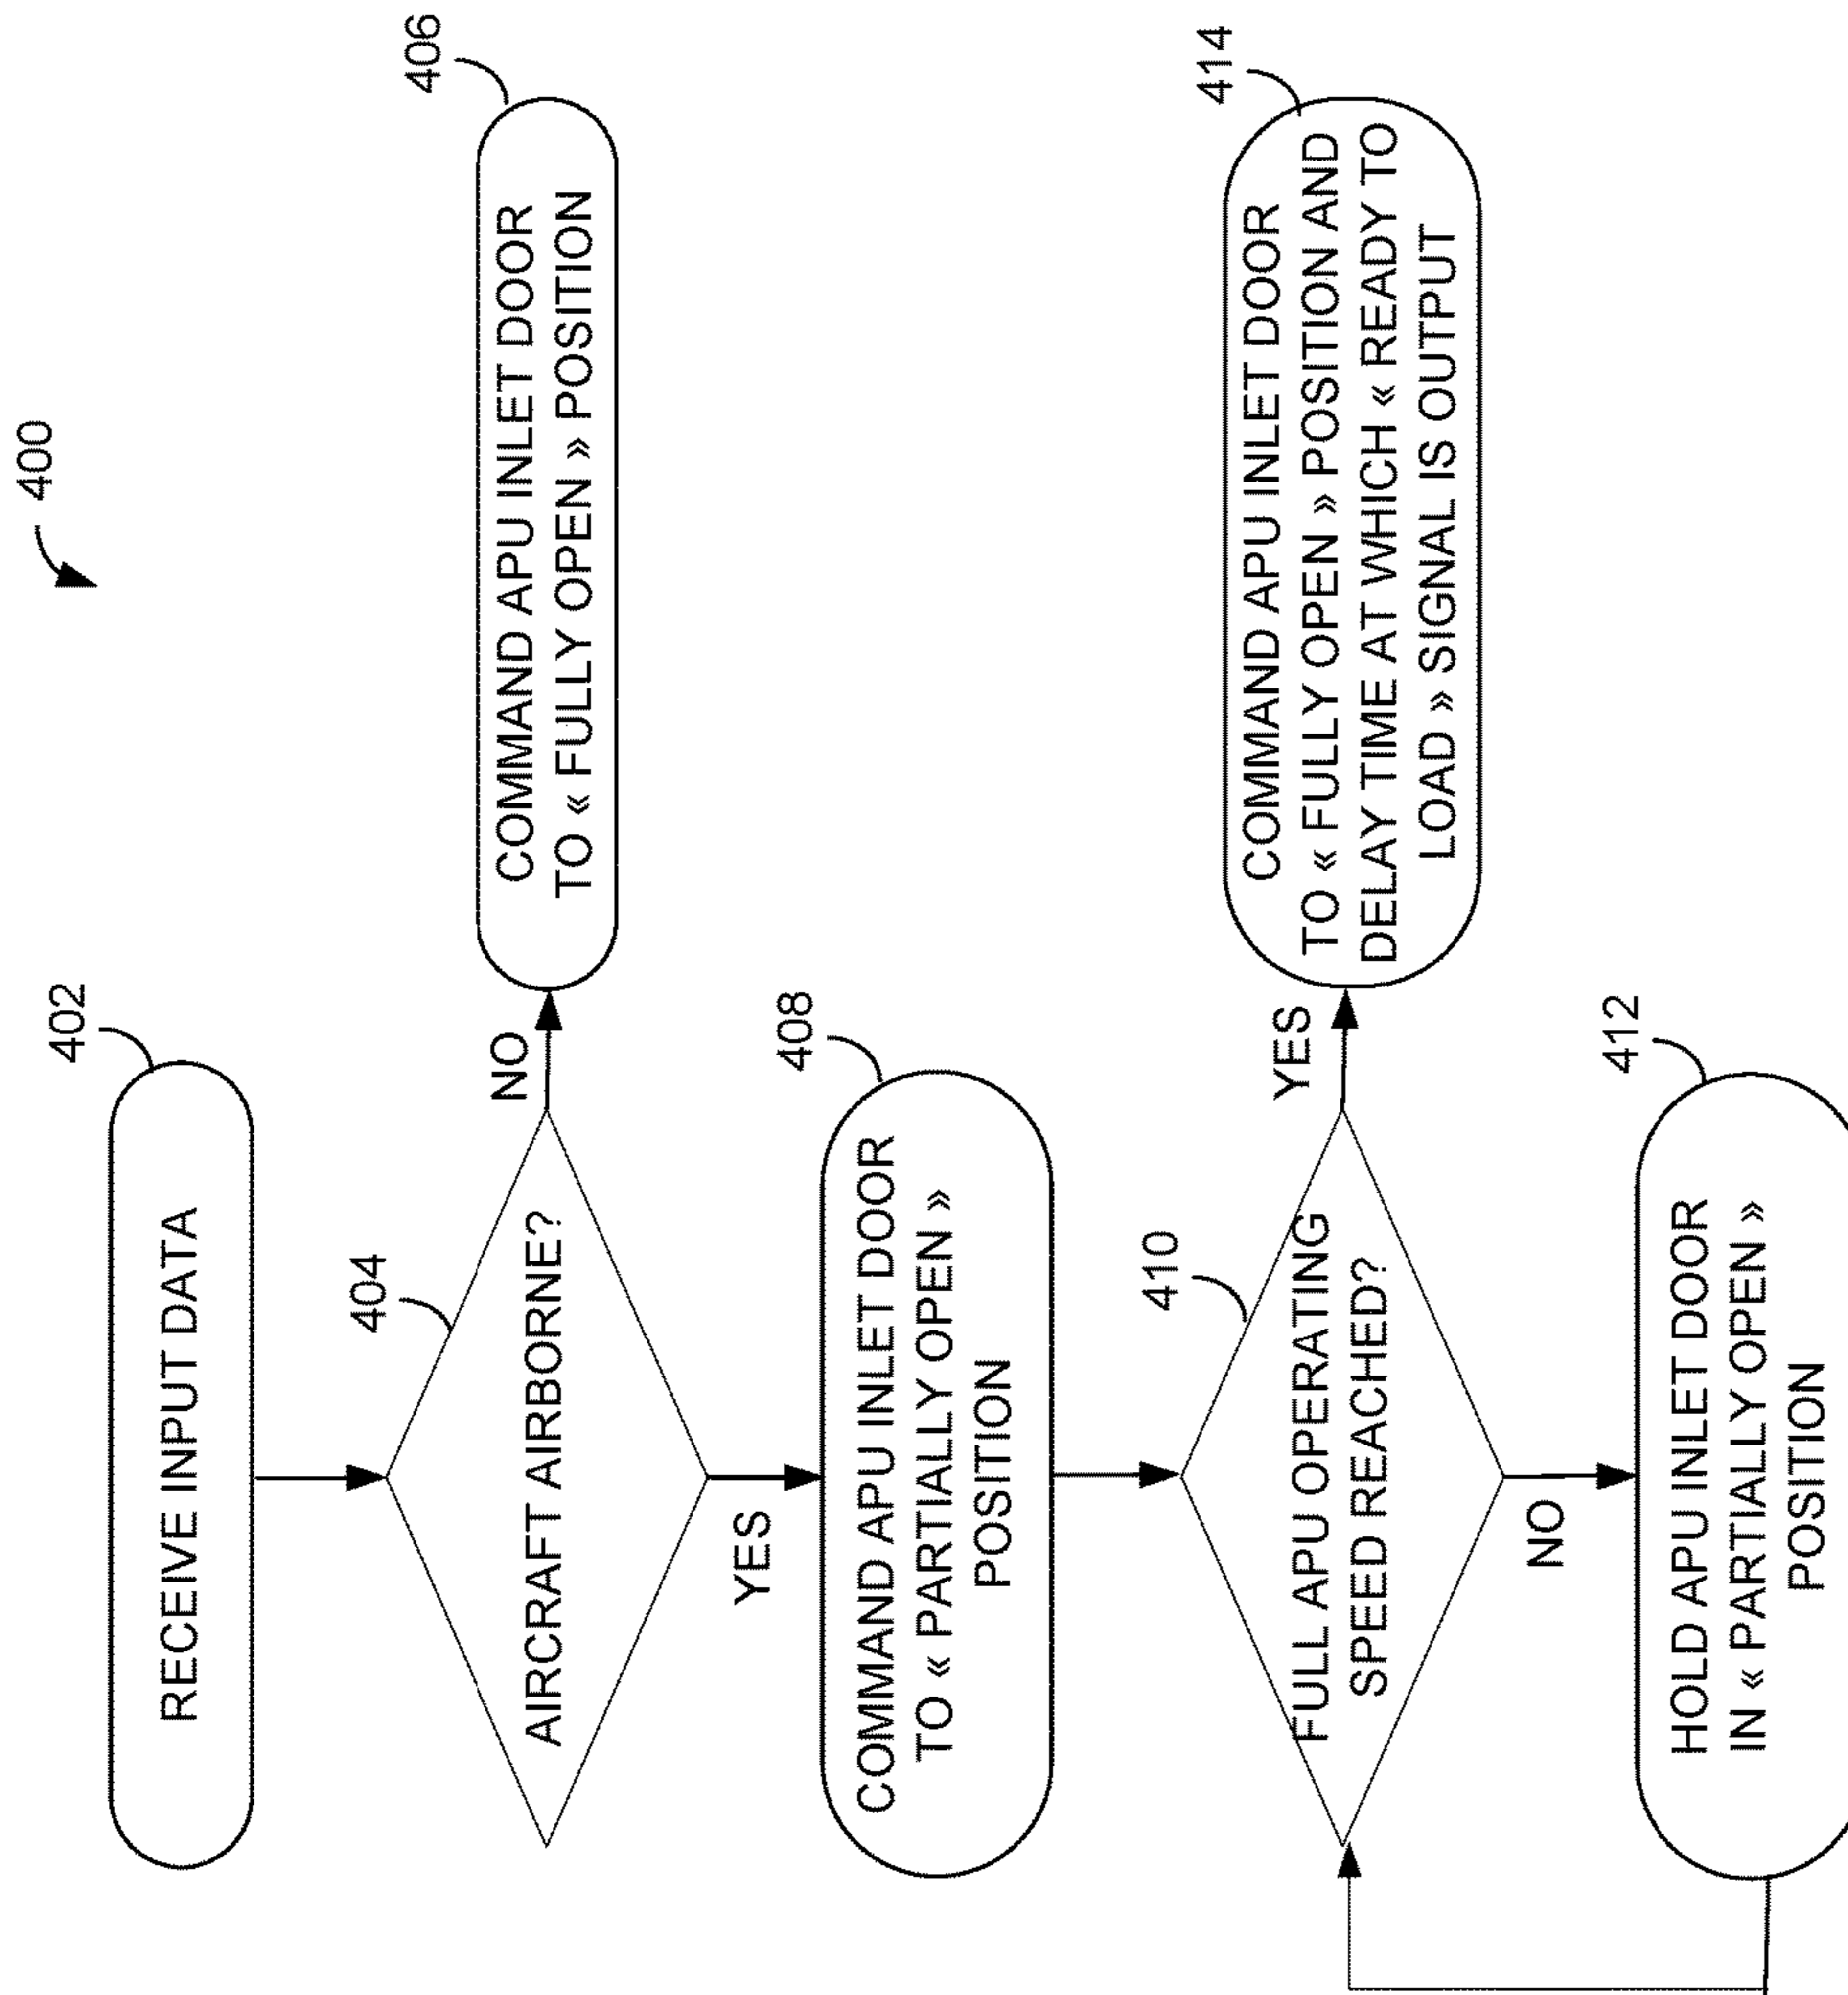 400
402
RECEIVE INPUT DATA
404
AIRCRAFT AIRBORNE?
NO
406
COMMAND APU INLET DOOR
TO « FULLY OPEN » POSITION
YES
408
COMMAND APU INLET DOOR
TO « PARTIALLY OPEN »
POSITION
410
FULL APU OPERATING
SPEED REACHED?
YES
414
COMMAND APU INLET DOOR
TO « FULLY OPEN » POSITION AND
DELAY TIME AT WHICH « READY TO
LOAD » SIGNAL IS OUTPUT
NO
412
HOLD APU INLET DOOR
IN « PARTIALLY OPEN »
POSITION